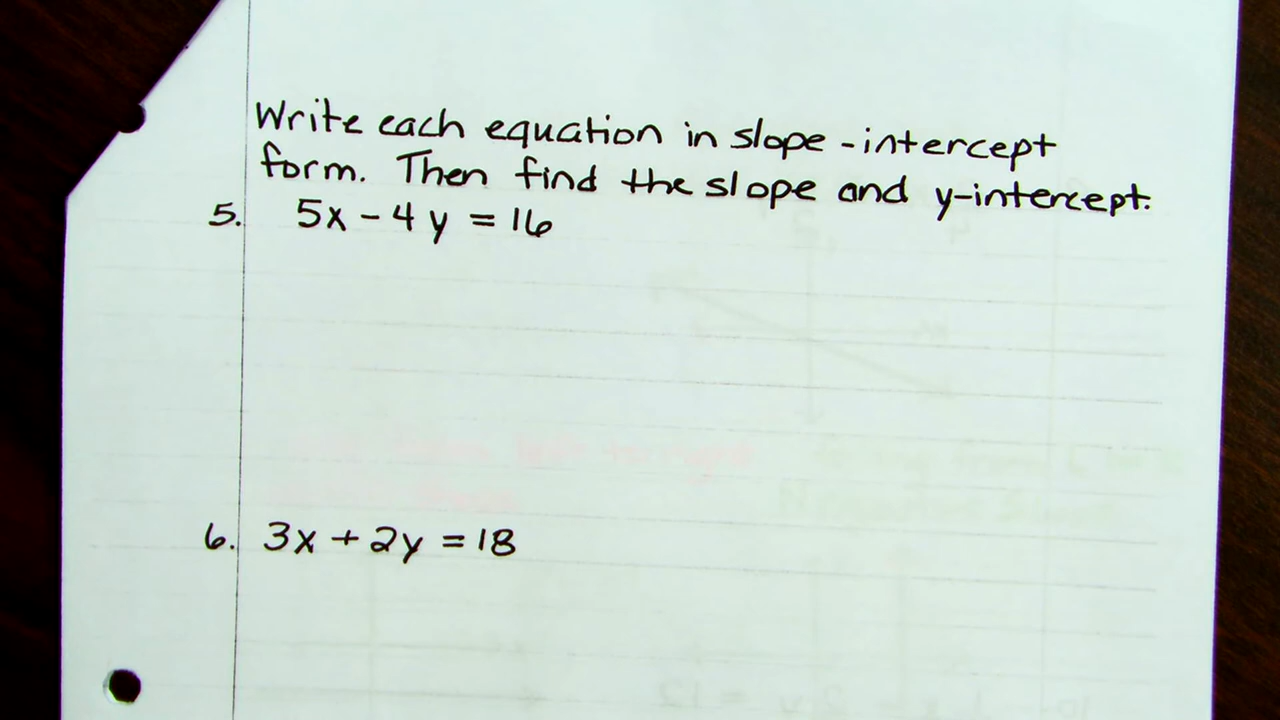 Write each equation in slope-intercept
form. Then find the slope and y-intercept.
5. 5x - 4y = 16
6. 3x + 2y = 18